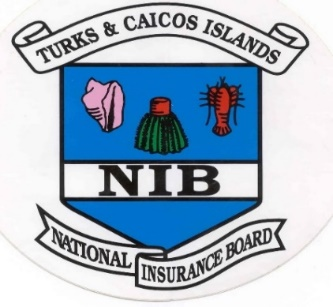 TURKS & CAICOS ISLANDS
NIB
NATIONAL INSURANCE BOARD